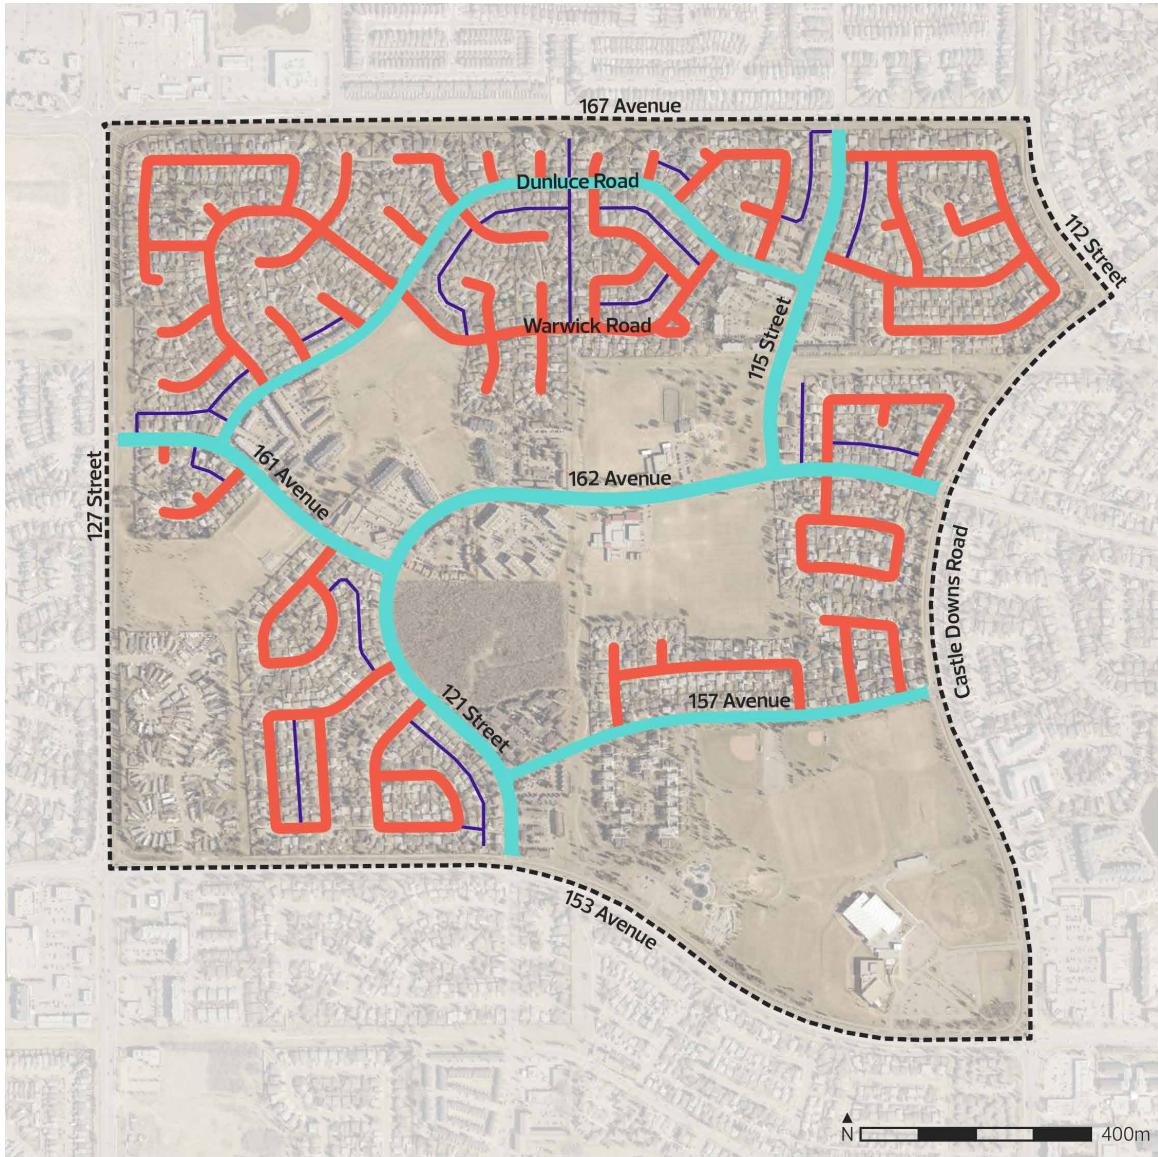 167 Avenue
Dunluce Road
112 Street
Warwick Road
115 Street
127 Street
161 Avenue
162 Avenue
Castle Downs Road
121 Street
157 Avenue
153 Avenue
N
400m